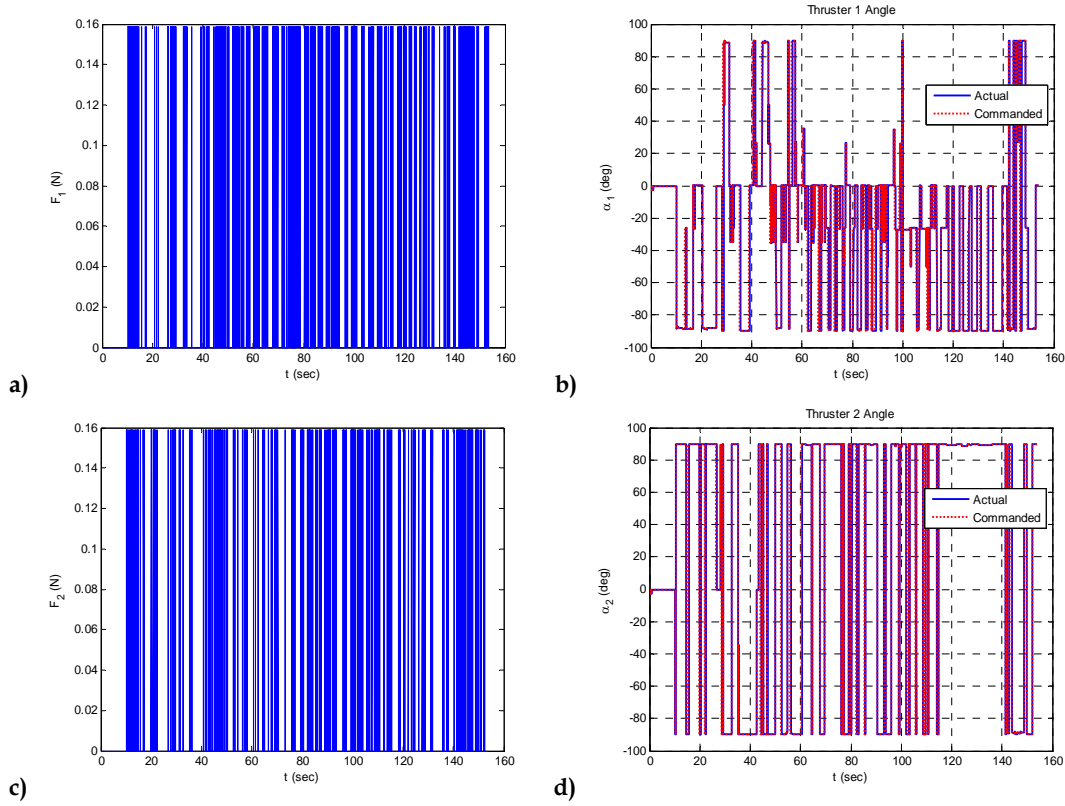 0.16
0.14
0.12
0.1
0.08
0.06
0.04
0.02
0
F1 (N)
0 20 40 60 80 100 120 140 160
t (sec)
a)
Thruster 1 Angle
100
80
60
40
20
0
-20
-40
-60
-80
-100
α1 (deg)
Actual
Commanded
0 20 40 60 80 100 120 140 160
t (sec)
b)
0.16
0.14
0.12
0.1
0.08
0.06
0.04
0.02
0
F2 (N)
0 20 40 60 80 100 120 140 160
t (sec)
c)
Thruster 2 Angle
100
80
60
40
20
0
-20
-40
-60
-80
-100
α2 (deg)
Actual
Commanded
0 20 40 60 80 100 120 140 160
t (sec)
d)